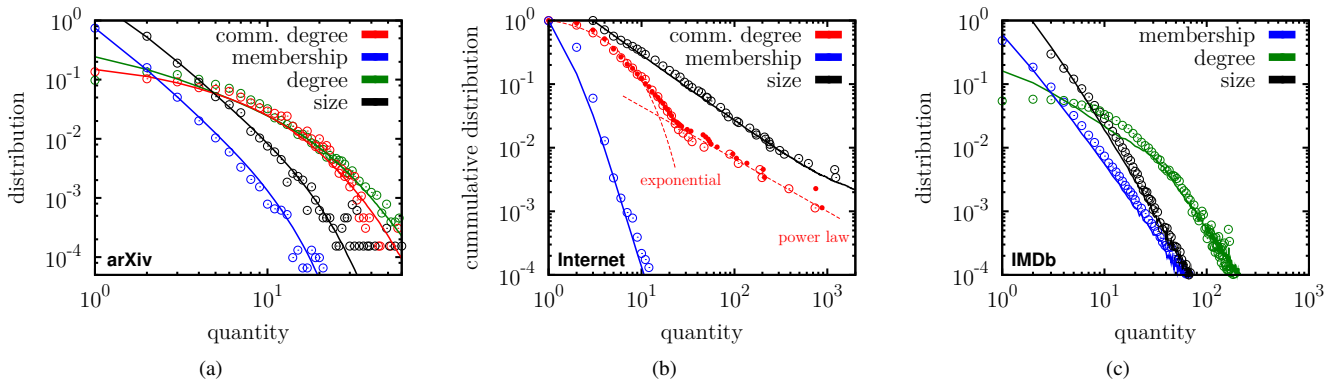 10^0
10^-1
10^-2
10^-3
10^-4
distribution
comm. degree
membership
degree
size
arXiv
10^0
10^1
quantity
(a)
10^0
10^-1
10^-2
10^-3
10^-4
cummulative distribution
comm. degree
membership
size
exponential
power law
Internet
10^0
10^1
10^2
10^3
quantity
(b)
10^0
10^-1
10^-2
10^-3
10^-4
distribution
membership
degree
size
IMDb
10^0
10^1
10^2
10^3
quantity
(c)